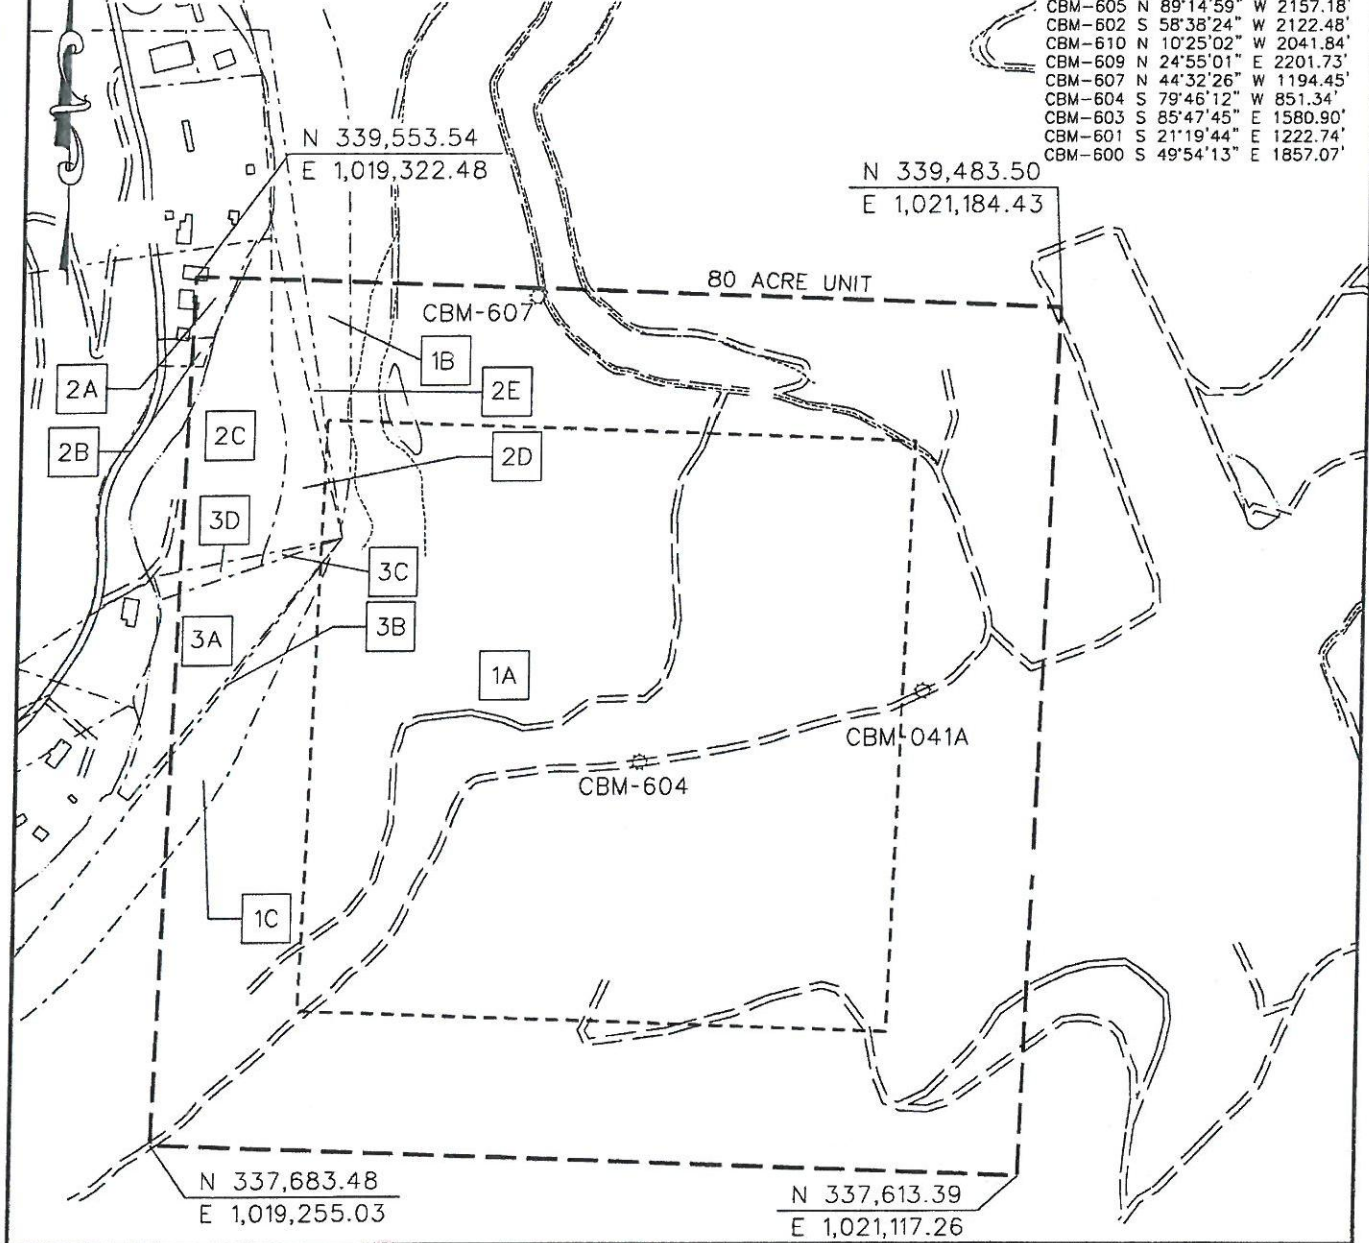 CBM-605 N 89°14'59" W 2157.18'
CBM-602 S 58°38'24" W 2122.48'
CBM-610 N 10°25'02" W 2041.84'
CBM-609 N 24°55'01" E 2201.73'
CBM-607 N 44°32'26" W 1194.45'
CBM-604 S 79°46'12" W 851.34'
CBM-603 S 85°47'45" E 1580.90'
CBM-601 S 21°19'44" E 1222.74'
CBM-600 S 49°54'13" E 1857.07'
N 339,553.54
E 1,019,322.48
N 339,483.50
E 1,021,184.43
80 ACRE UNIT
CBM-607
1B
2A
2E
2C
2B
2D
3D
3C
3B
3A
1A
CBM-041A
CBM-604
1C
N 337,683.48
E 1,019,255.03
N 337,613.39
E 1,021,117.26